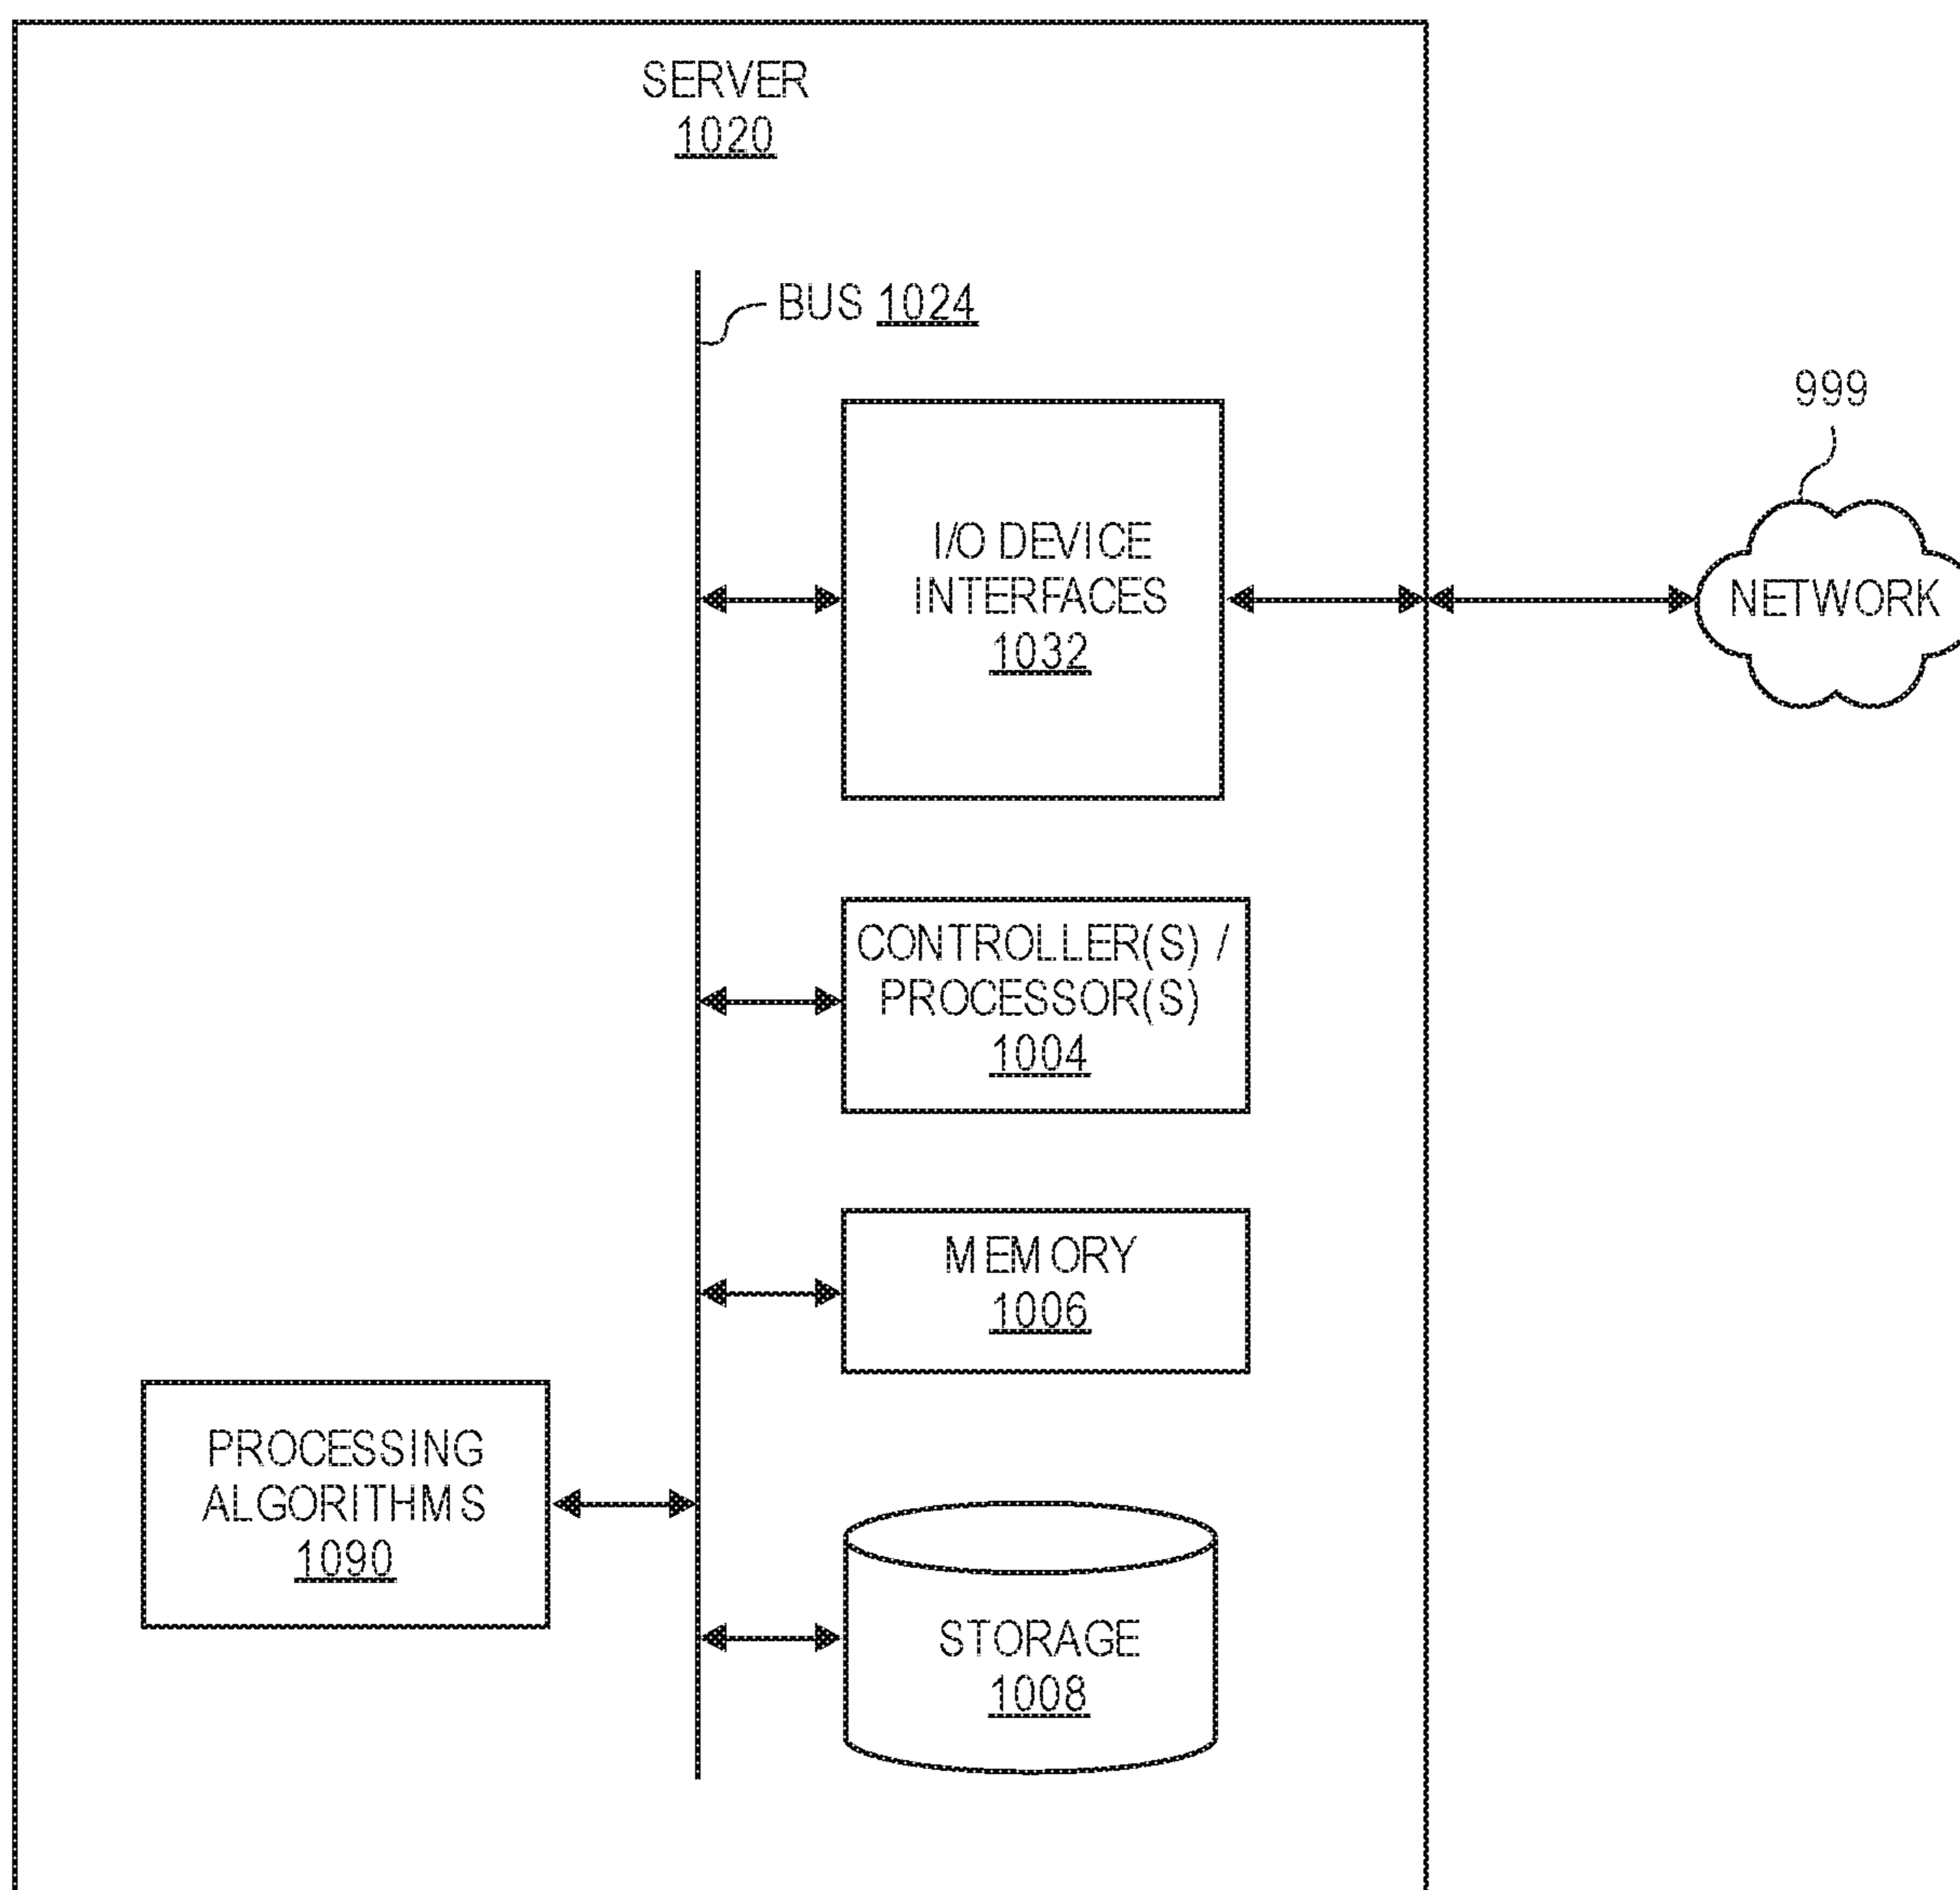 SERVER
1020
BUS 1024
999
I/O DEVICE
INTERFACES
1032
NETWORK
CONTROLLER(S) /
PROCESSOR(S)
1004
MEMORY
1006
PROCESSING
ALGORITHMS
1090
STORAGE
1008